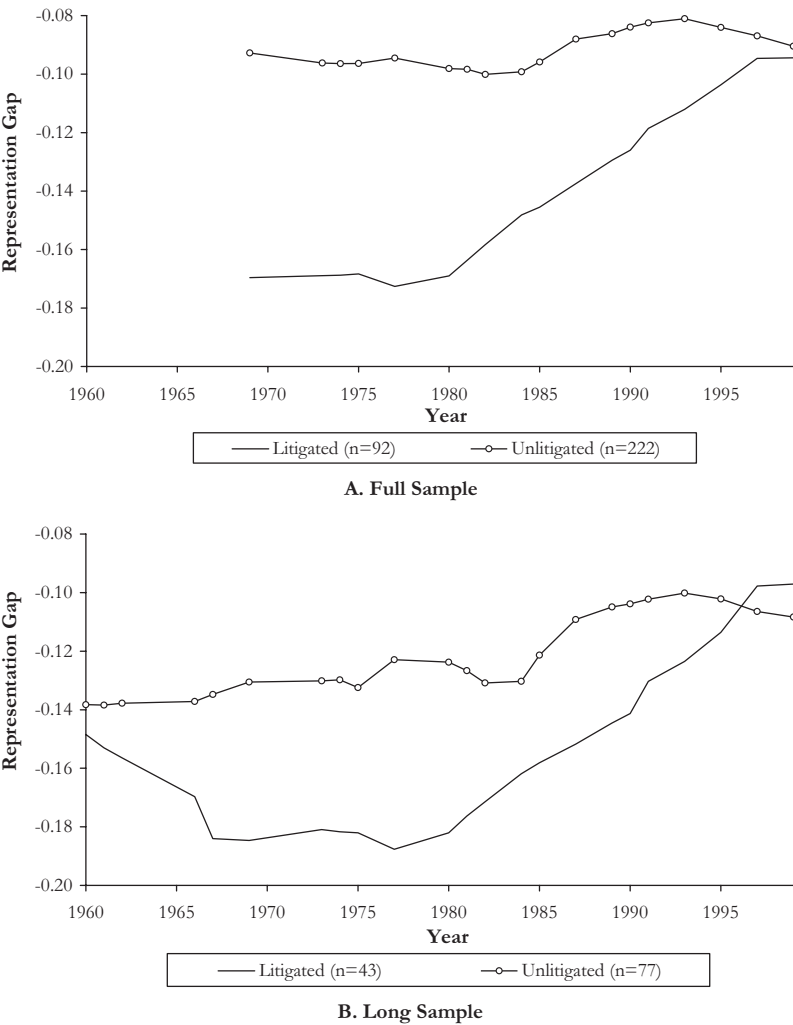 -0.08
-0.10
-0.12
-0.14
-0.16
-0.18
-0.20
Representation Gap
1960 1965 1970 1975 1980 1985 1990 1995
Year
Litigated (n=92) Unlitigated (n=222)
A. Full Sample
-0.08
-0.10
-0.12
-0.14
-0.16
-0.18
-0.20
Representation Gap
1960 1965 1970 1975 1980 1985 1990 1995
Year
Litigated (n=43) Unlitigated (n=77)
B. Long Sample